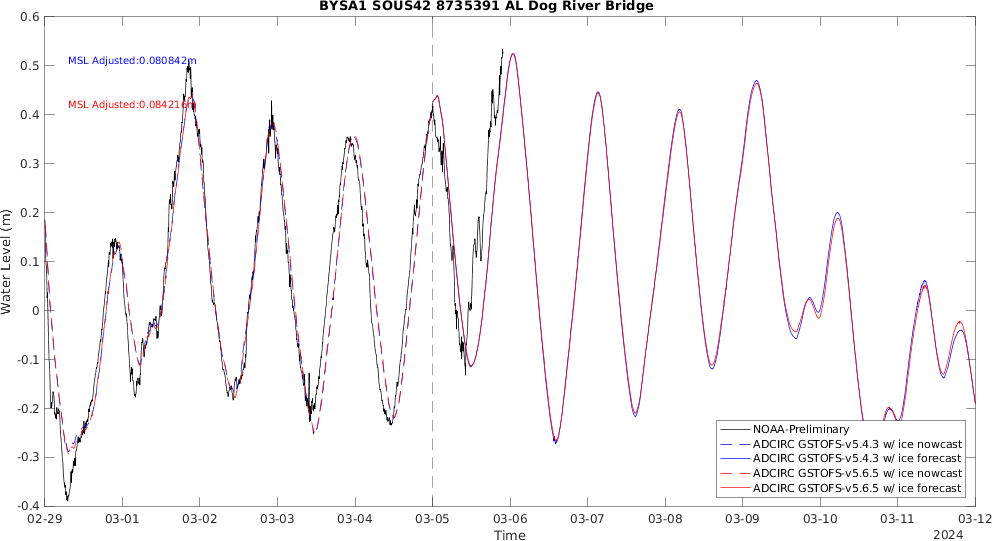 BYSA1 SOUS42 8735391 AL Dog River Bridge
0.6
0.5
0.4
0.3
0.2
0.1
0
-0.1
-0.2
-0.3
-0.4
Water Level (m)
MSL Adjusted:0.080842m
MSL Adjusted:0.084216m
NOAA-Preliminary
ADCIRC GSTOFS-v5.4.3 w/ ice nowcast
ADCIRC GSTOFS-v5.4.3 w/ ice forecast
ADCIRC GSTOFS-v5.6.5 w/ ice nowcast
ADCIRC GSTOFS-v5.6.5 w/ ice forecast
02-29 03-01 03-02 03-03 03-04 03-05 03-06 03-07 03-08 03-09 03-10 03-11 03-12
Time
2024